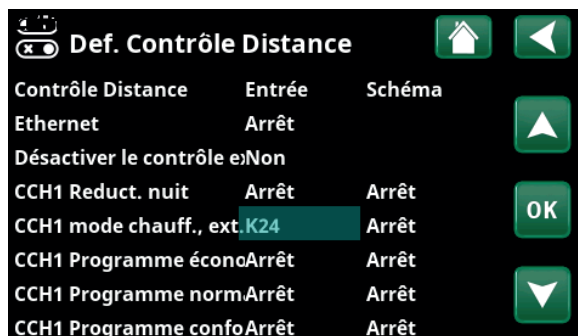 Def. Contrôle Distance
Contrôle Distance Entrée Schéma
Ethernet Arrêt
Désactiver le contrôle ex Non
CCH1 Reduct. nuit Arrêt Arrêt
CCH1 mode chauff., ext. K24 Arrêt
OK
CCH1 Programme écono Arrêt Arrêt
CCH1 Programme norm Arrêt Arrêt
CCH1 Programme confo Arrêt Arrêt